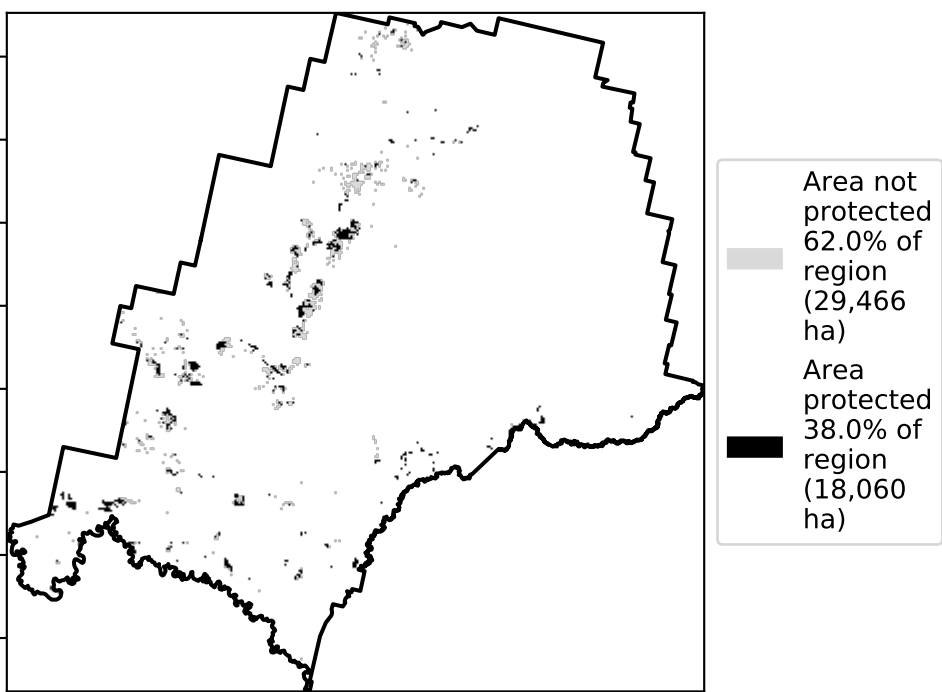 Area not
protected
62.0% of
region
(29,466
ha)
Area
protected
38.0% of
region
(18,060
ha)